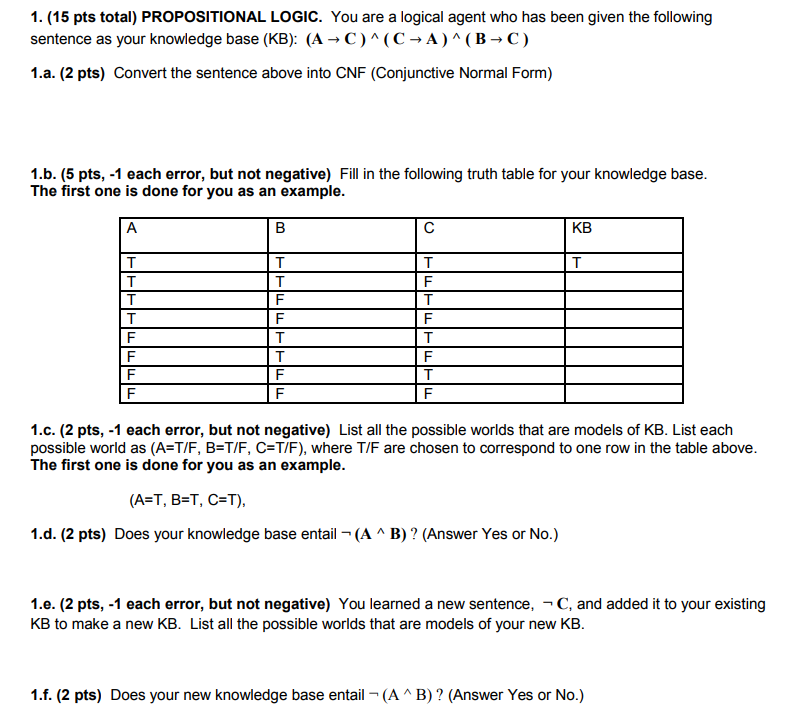 1. (15 pts total) PROPOSITIONAL LOGIC. You are a logical agent who has been given the following
sentence as your knowledge base (KB): (A → C ) ^ ( C → A ) ^ ( B → C )
1.a. (2 pts) Convert the sentence above into CNF (Conjunctive Normal Form)
1.b. (5 pts, -1 each error, but not negative) Fill in the following truth table for your knowledge base.
The first one is done for you as an example.
A B C KB
T T T T
T T F
T F T
T F F
F T T
F T F
F F T
F F F
1.c. (2 pts, -1 each error, but not negative) List all the possible worlds that are models of KB. List each
possible world as (A=T/F, B=T/F, C=T/F), where T/F are chosen to correspond to one row in the table above.
The first one is done for you as an example.
(A=T, B=T, C=T),
1.d. (2 pts) Does your knowledge base entail ¬ (A ^ B) ? (Answer Yes or No.)
1.e. (2 pts, -1 each error, but not negative) You learned a new sentence, ¬ C, and added it to your existing
KB to make a new KB. List all the possible worlds that are models of your new KB.
1.f. (2 pts) Does your new knowledge base entail ¬ (A ^ B) ? (Answer Yes or No.)